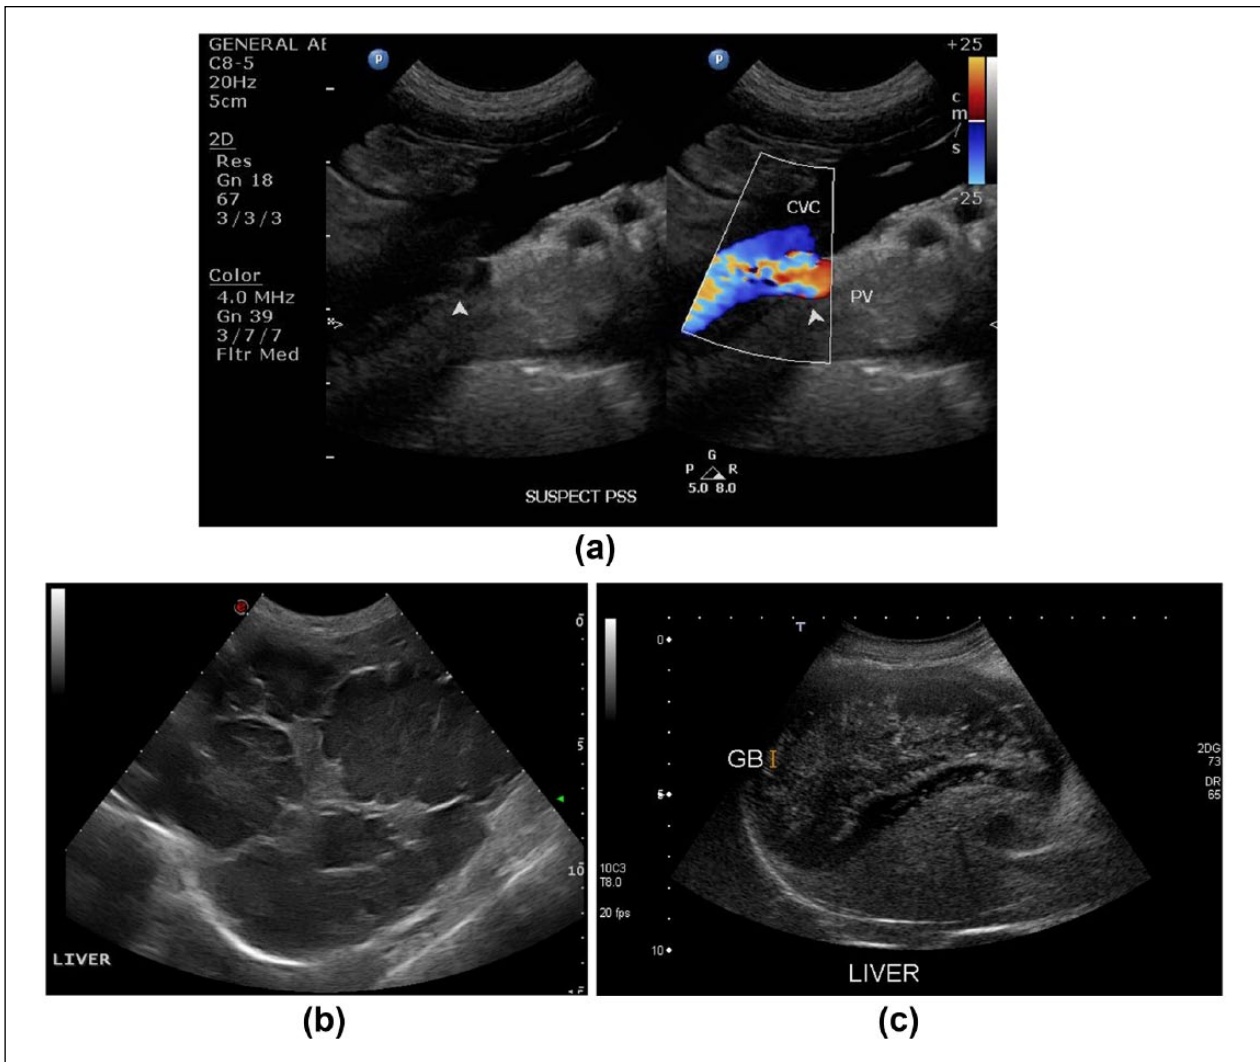 GENERAL AE
C8-5
20Hz
5cm
2D
Res
Gn 18
67
3/3/3
Color
4.0 MHz
Gn 39
3/7/7
Fltr Med
P
P
+25
c
m
/
s
-25
CVC
PV
G
P R
5.0 8.0
SUSPECT PSS
(a)
0
5
10
15
LIVER
(b)
T
0
5
10
GB
10C3
T8.0
20 fps
2DG
73
DR
65
LIVER
(c)